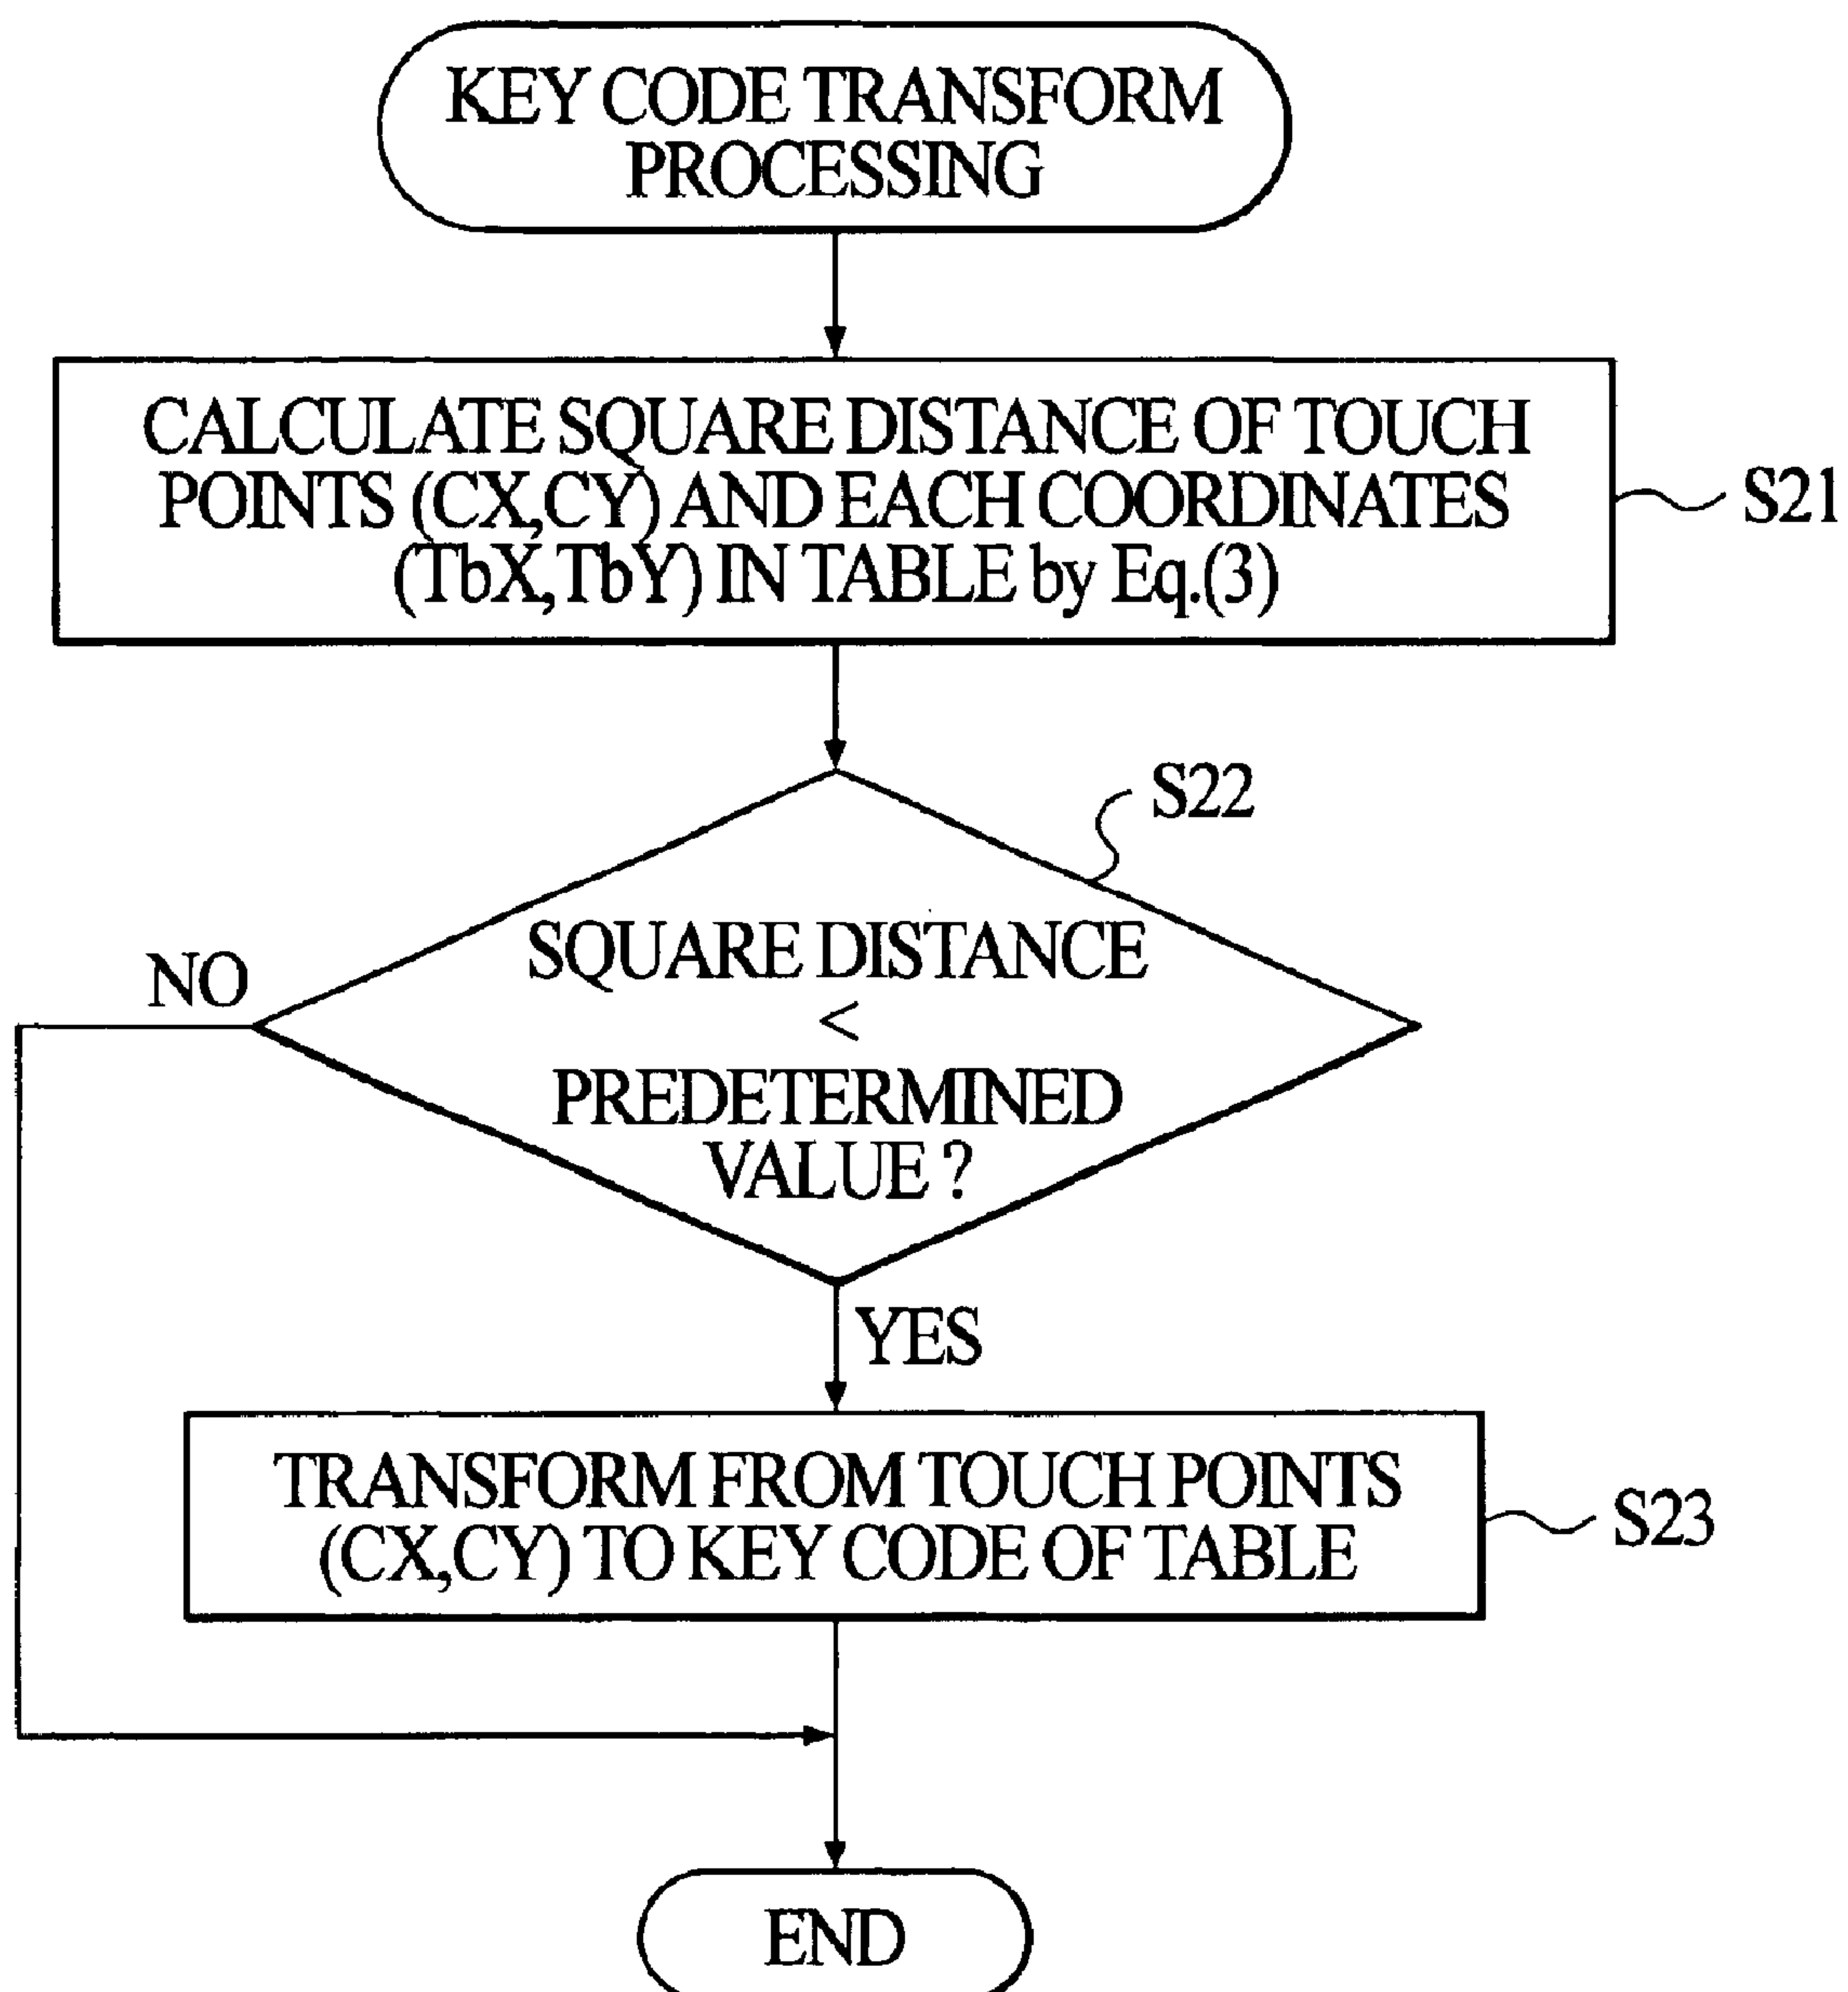 KEY CODE TRANSFORM
PROCESSING
CALCULATE SQUARE DISTANCE OF TOUCH
POINTS (CX,CY) AND EACH COORDINATES
(TbX,TbY) IN TABLE by Eq.(3)
S21
S22
SQUARE DISTANCE
<
PREDETERMINED
VALUE ?
NO
YES
TRANSFORM FROM TOUCH POINTS
(CX,CY) TO KEY CODE OF TABLE
S23
END